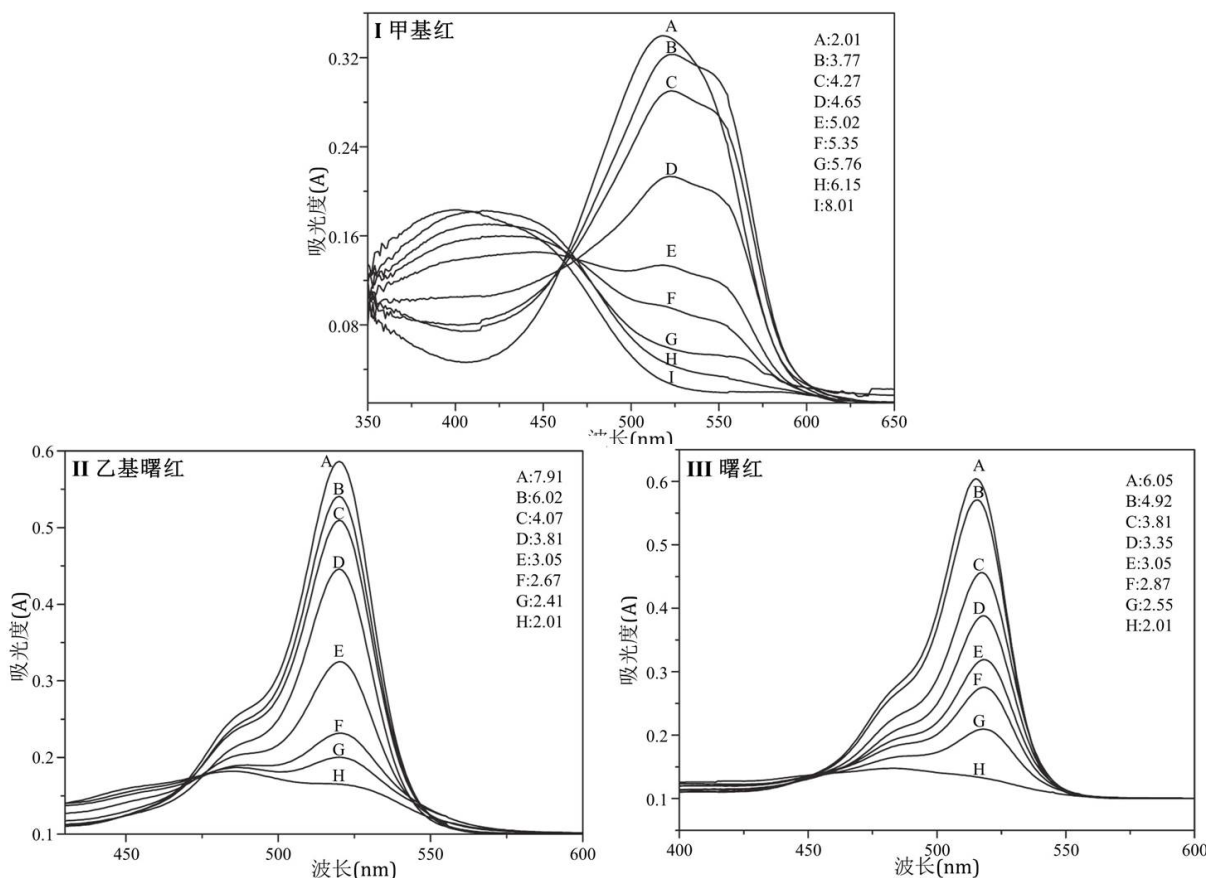 I 甲基红
A
B
C
D
E
F
G
H
I
A:2.01
B:3.77
C:4.27
D:4.65
E:5.02
F:5.35
G:5.76
H:6.15
I:8.01
0.32
0.24
0.16
0.08
吸光度(A)
350
400
450
500
550
600
650
波长(nm)
II 乙基曙红
A
B
C
D
E
F
G
H
A:7.91
B:6.02
C:4.07
D:3.81
E:3.05
F:2.67
G:2.41
H:2.01
0.6
0.5
0.4
0.3
0.2
0.1
吸光度(A)
450
500
550
600
波长(nm)
III 曙红
A
B
C
D
E
F
G
H
A:6.05
B:4.92
C:3.81
D:3.35
E:3.05
F:2.87
G:2.55
H:2.01
0.6
0.5
0.4
0.3
0.2
0.1
吸光度(A)
400
450
500
550
600
波长(nm)